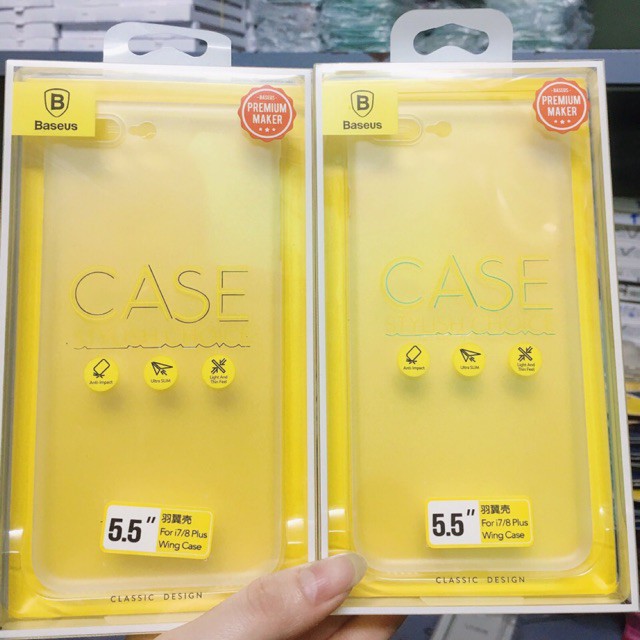 B
Baseus
BASEUS
PREMIUM
MAKER
CASE
Anti-Impact
Ultra SLIM
Light And
Thin Feel
5.5"
羽翼壳
For i7/8 Plus
Wing Case
CLASSIC DESIGN
B
Baseus
BASEUS
PREMIUM
MAKER
CASE
Anti-Impact
Ultra SLIM
Light And
Thin Feel
5.5"
羽翼壳
For i7/8 Plus
Wing Case
CLASSIC DESIGN